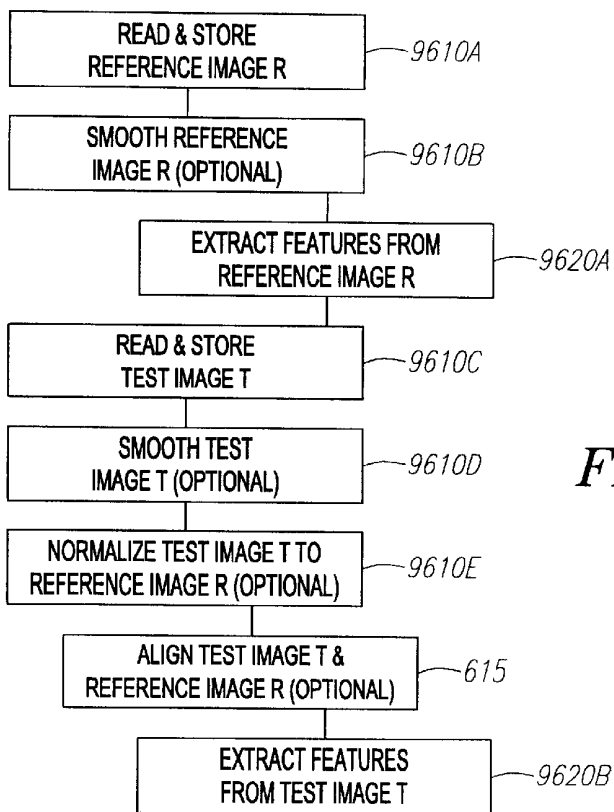 READ & STORE
REFERENCE IMAGE R
9610A
SMOOTH REFERENCE
IMAGE R (OPTIONAL)
9610B
EXTRACT FEATURES FROM
REFERENCE IMAGE R
9620A
READ & STORE
TEST IMAGE T
9610C
SMOOTH TEST
IMAGE T (OPTIONAL)
9610D
NORMALIZE TEST IMAGE T TO
REFERENCE IMAGE R (OPTIONAL)
9610E
ALIGN TEST IMAGE T &
REFERENCE IMAGE R (OPTIONAL)
615
EXTRACT FEATURES
FROM TEST IMAGE T
9620B